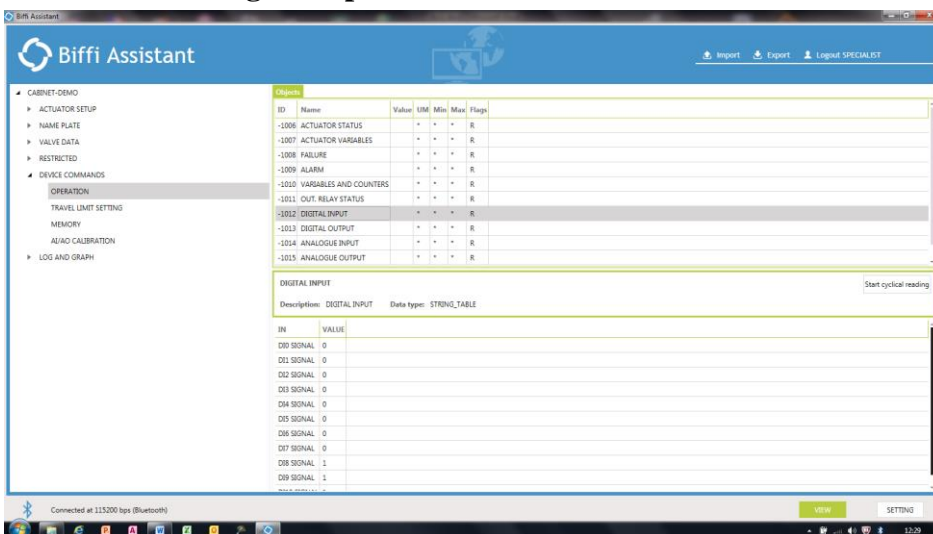 Biffi Assistant
Biffi Assistant
Import Export Logout SPECIALIST
CABINET-DEMO
ACTUATOR SETUP
NAME PLATE
VALVE DATA
RESTRICTED
DEVICE COMMANDS
OPERATION
TRAVEL LIMIT SETTING
MEMORY
AI/AO CALIBRATION
LOG AND GRAPH
Objects
ID Name Value UM Min Max Flags
-1006 ACTUATOR STATUS * * * R
-1007 ACTUATOR VARIABLES * * * R
-1008 FAILURE * * * R
-1009 ALARM * * * R
-1010 VARIABLES AND COUNTERS * * * R
-1011 OUT. RELAY STATUS * * * R
-1012 DIGITAL INPUT * * * R
-1013 DIGITAL OUTPUT * * * R
-1014 ANALOGUE INPUT * * * R
-1015 ANALOGUE OUTPUT * * * R
DIGITAL INPUT Start cyclical reading
Description: DIGITAL INPUT Data type: STRING_TABLE
IN VALUE
DI0 SIGNAL 0
DI1 SIGNAL 0
DI2 SIGNAL 0
DI3 SIGNAL 0
DI4 SIGNAL 0
DI5 SIGNAL 0
DI6 SIGNAL 0
DI7 SIGNAL 0
DI8 SIGNAL 1
DI9 SIGNAL 1
Connected at 115200 bps (Bluetooth) VIEW SETTING
12:29